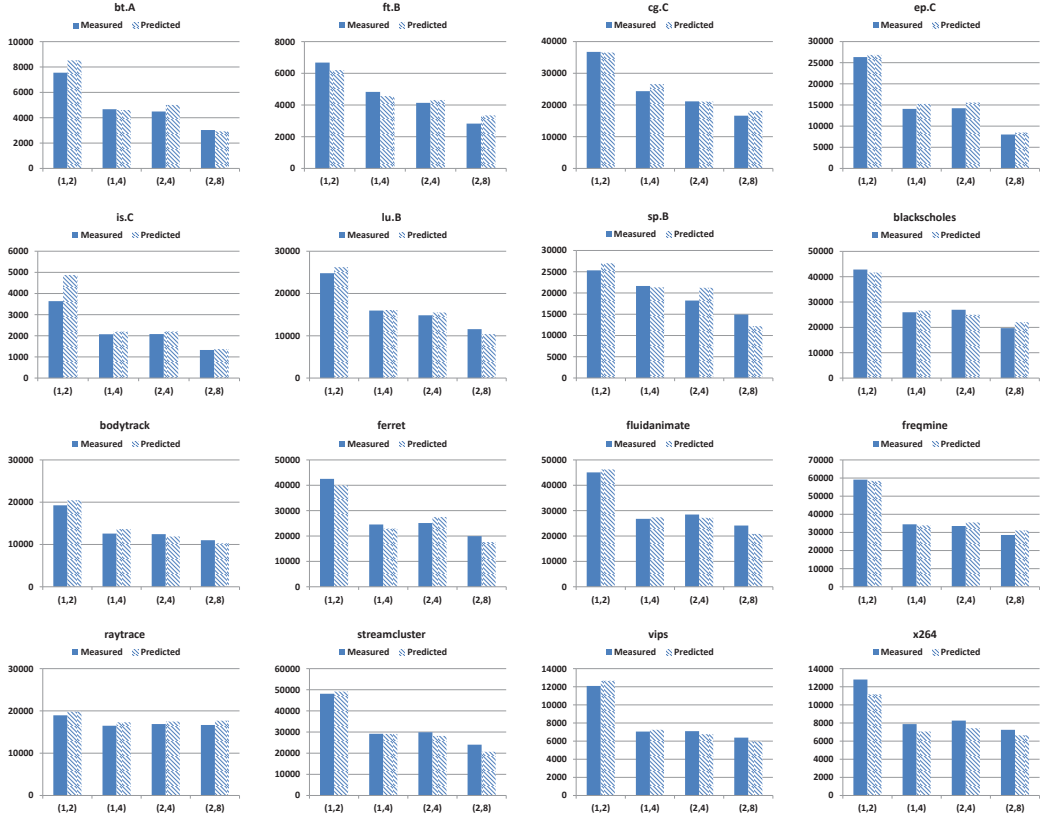 bt.A
Measured Predicted
10000
8000
6000
4000
2000
0
(1,2) (1,4) (2,4) (2,8)
ft.B
Measured Predicted
8000
6000
4000
2000
0
(1,2) (1,4) (2,4) (2,8)
cg.C
Measured Predicted
40000
30000
20000
10000
0
(1,2) (1,4) (2,4) (2,8)
ep.C
Measured Predicted
30000
25000
20000
15000
10000
5000
0
(1,2) (1,4) (2,4) (2,8)
is.C
Measured Predicted
6000
5000
4000
3000
2000
1000
0
(1,2) (1,4) (2,4) (2,8)
lu.B
Measured Predicted
30000
20000
10000
0
(1,2) (1,4) (2,4) (2,8)
sp.B
Measured Predicted
30000
25000
20000
15000
10000
5000
0
(1,2) (1,4) (2,4) (2,8)
blackscholes
Measured Predicted
50000
40000
30000
20000
10000
0
(1,2) (1,4) (2,4) (2,8)
bodytrack
Measured Predicted
30000
20000
10000
0
(1,2) (1,4) (2,4) (2,8)
ferret
Measured Predicted
50000
40000
30000
20000
10000
0
(1,2) (1,4) (2,4) (2,8)
fluidanimate
Measured Predicted
50000
40000
30000
20000
10000
0
(1,2) (1,4) (2,4) (2,8)
freqmine
Measured Predicted
70000
60000
50000
40000
30000
20000
10000
0
(1,2) (1,4) (2,4) (2,8)
raytrace
Measured Predicted
30000
20000
10000
0
(1,2) (1,4) (2,4) (2,8)
streamcluster
Measured Predicted
60000
50000
40000
30000
20000
10000
0
(1,2) (1,4) (2,4) (2,8)
vips
Measured Predicted
14000
12000
10000
8000
6000
4000
2000
0
(1,2) (1,4) (2,4) (2,8)
x264
Measured Predicted
14000
12000
10000
8000
6000
4000
2000
0
(1,2) (1,4) (2,4) (2,8)